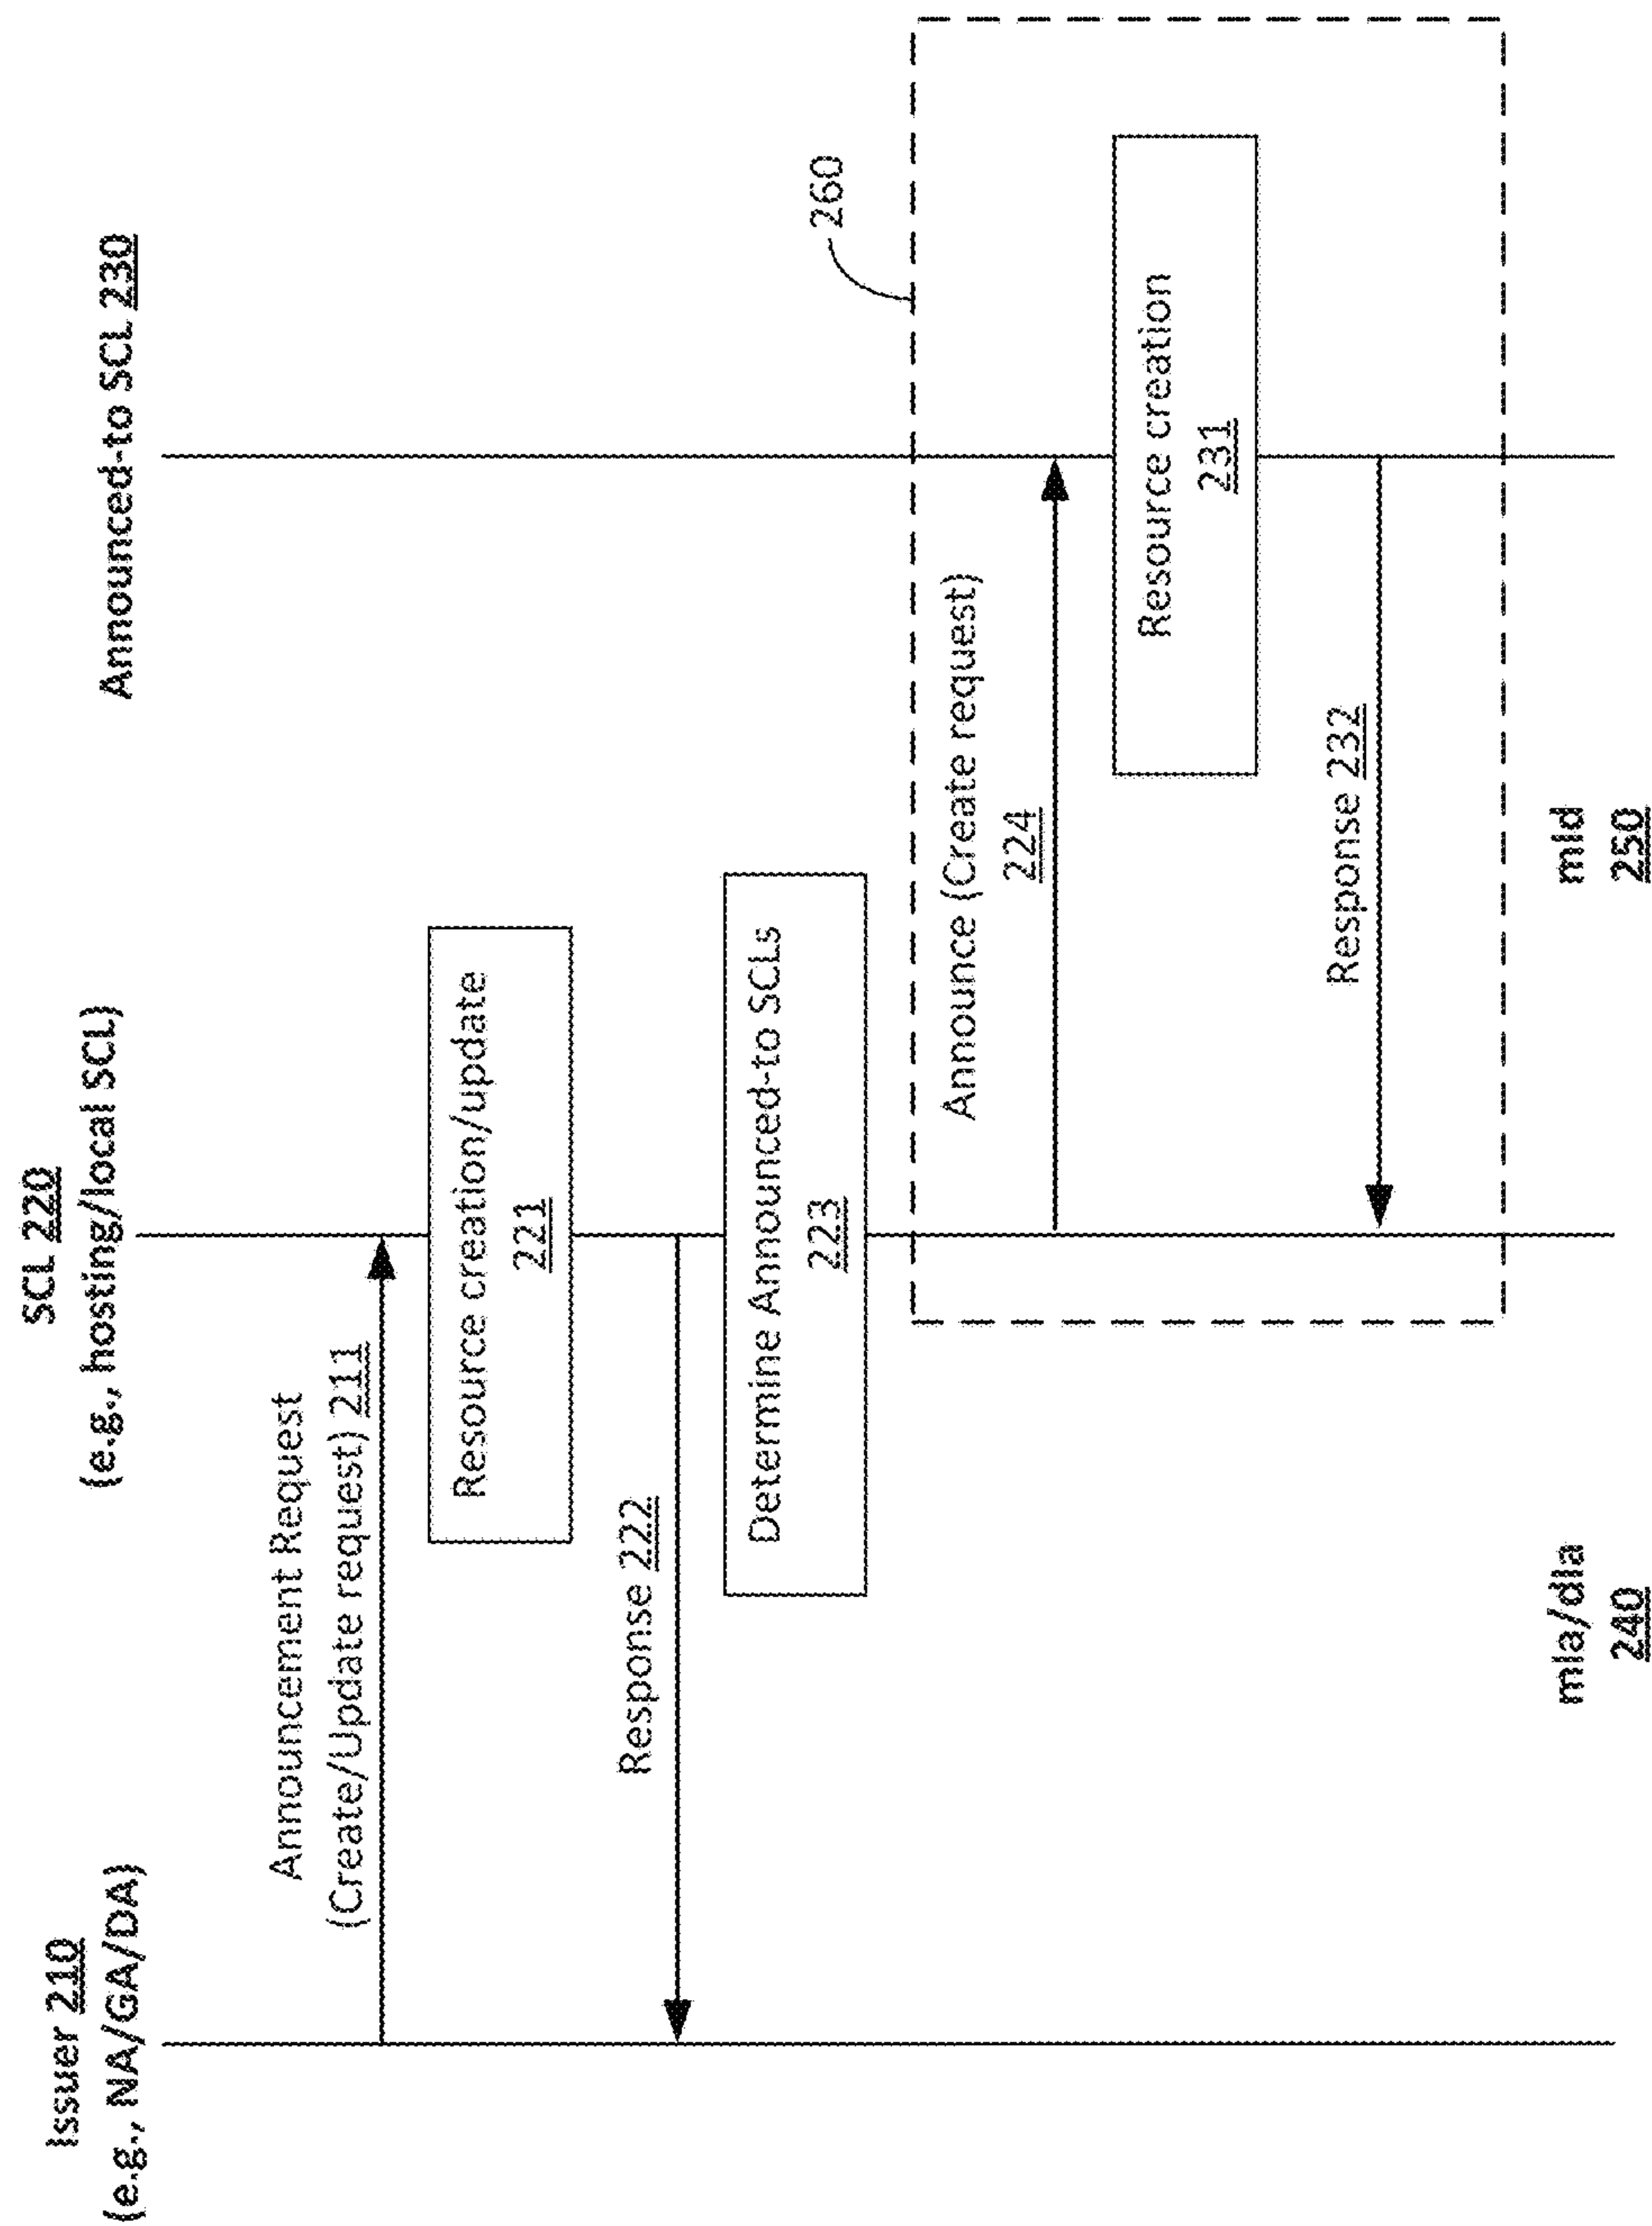 Issuer 210
(e.g., NA/GA/DA)
SCL 220
(e.g., hosting/local SCL)
Announced-to SCL 230
Announcement Request
(Create/Update request) 211
Resource creation/update
221
Response 222
Determine Announced-to SCLs
223
260
Announce (Create request)
224
Resource creation
231
Response 232
mIa/dIa
240
mId
250